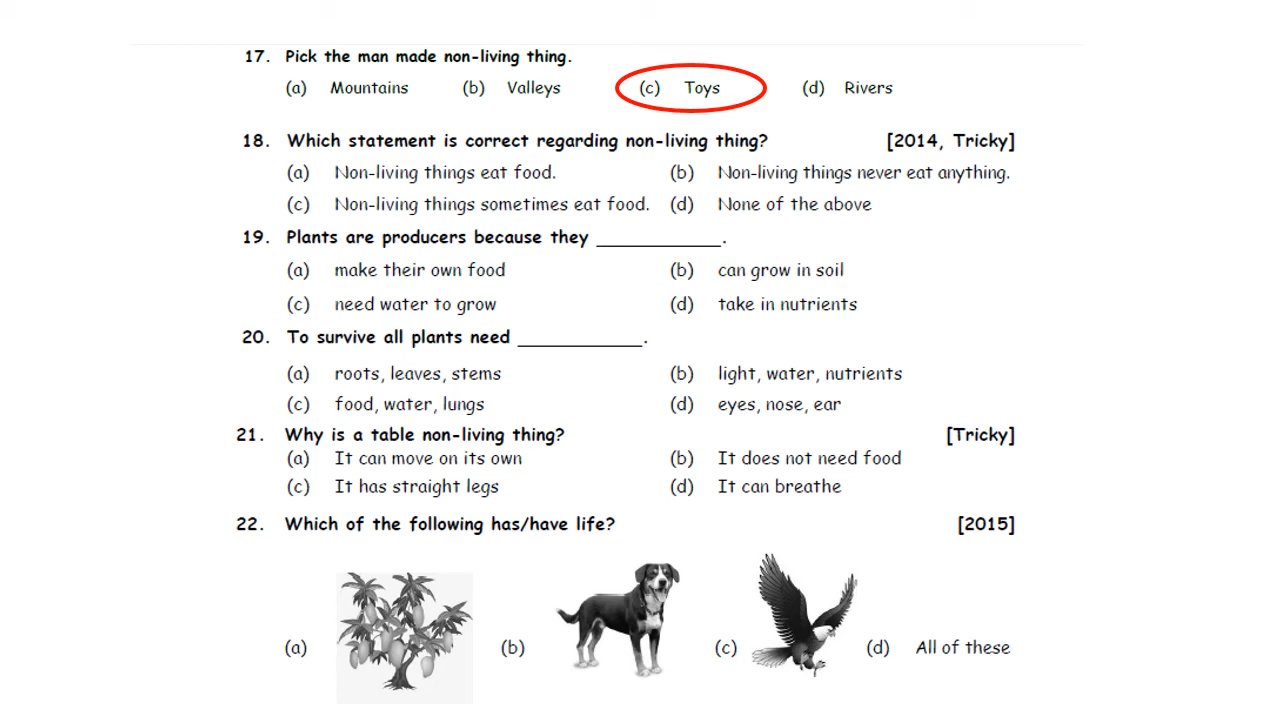 17. Pick the man made non-living thing.
(a) Mountains (b) Valleys (c) Toys (d) Rivers
18. Which statement is correct regarding non-living thing? [2014, Tricky]
(a) Non-living things eat food. (b) Non-living things never eat anything.
(c) Non-living things sometimes eat food. (d) None of the above
19. Plants are producers because they ____________.
(a) make their own food (b) can grow in soil
(c) need water to grow (d) take in nutrients
20. To survive all plants need ____________.
(a) roots, leaves, stems (b) light, water, nutrients
(c) food, water, lungs (d) eyes, nose, ear
21. Why is a table non-living thing? [Tricky]
(a) It can move on its own (b) It does not need food
(c) It has straight legs (d) It can breathe
22. Which of the following has/have life? [2015]
(a) (b) (c) (d) All of these